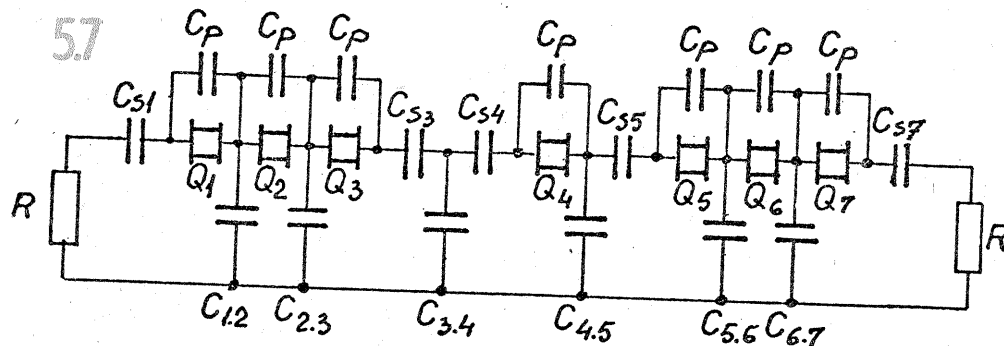 5.7
Cp Cp Cp Cp Cp Cp Cp
Cs1 Cs3 Cs4 Cs5 Cs7
Q1 Q2 Q3 Q4 Q5 Q6 Q7
R R
C1.2 C2.3 C3.4 C4.5 C5.6 C6.7